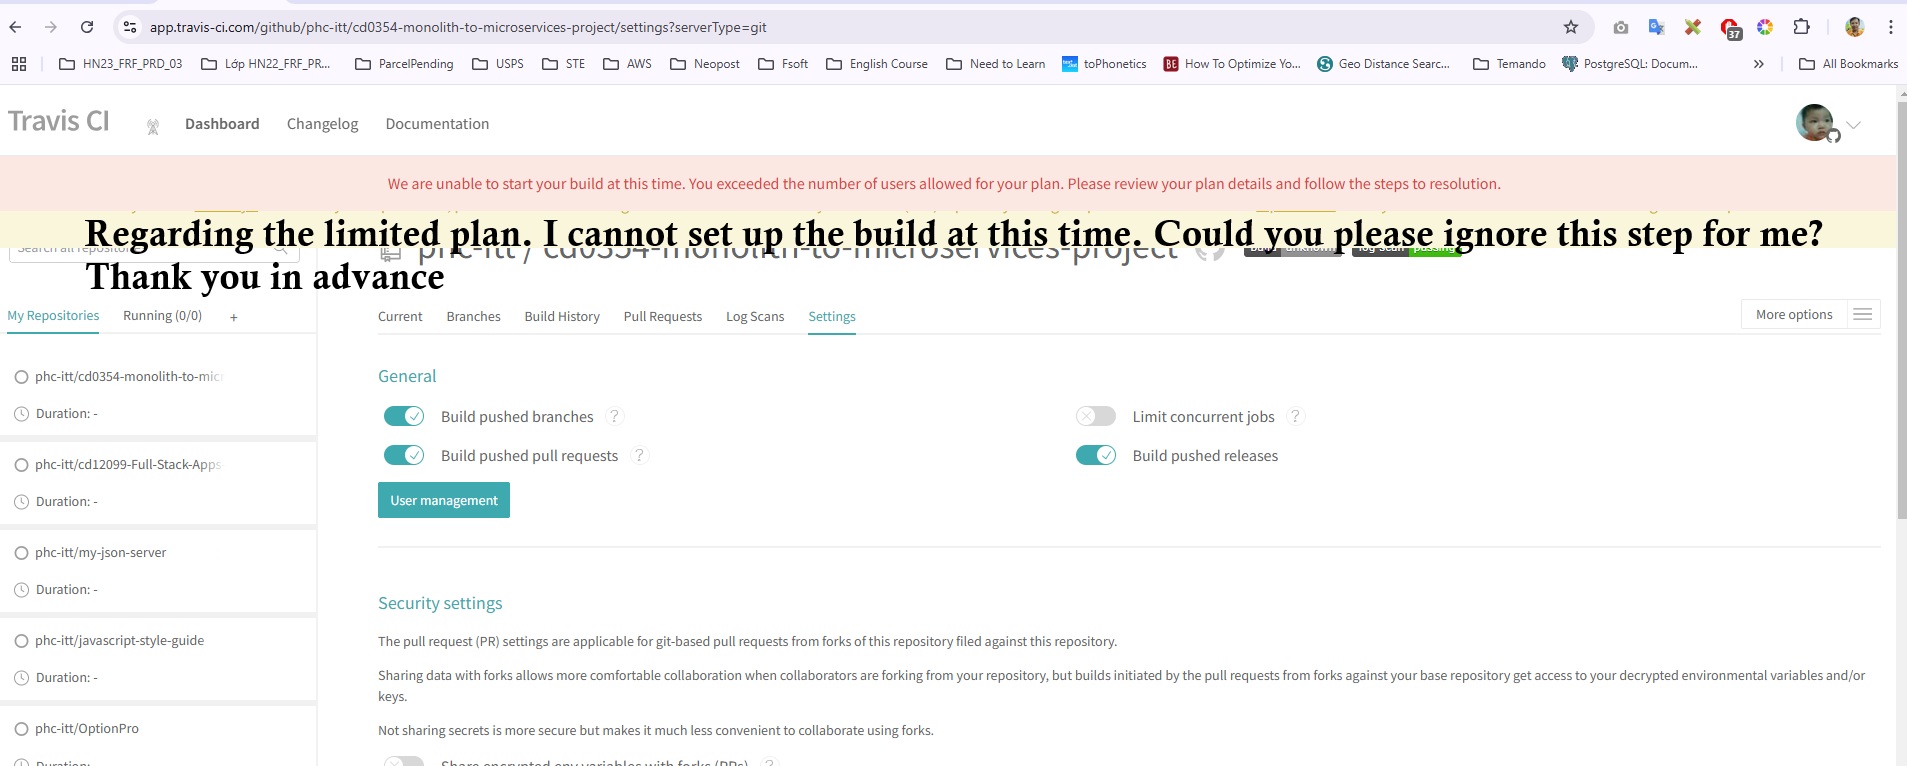 app.travis-ci.com/github/phc-itt/cd0354-monolith-to-microservices-project/settings?serverType=git
37
HN23_FRF_PRD_03 Lớp HN22_FRF_PR... ParcelPending USPS STE AWS Neopost Fsoft English Course Need to Learn toPhonetics BE How To Optimize Yo... Geo Distance Searc... Temando PostgreSQL: Docum... » All Bookmarks
Travis CI Dashboard Changelog Documentation
We are unable to start your build at this time. You exceeded the number of users allowed for your plan. Please review your plan details and follow the steps to resolution.
Regarding the limited plan. I cannot set up the build at this time. Could you please ignore this step for me?
Thank you in advance
Search all repositories
phc-itt / cd0354-monolith-to-microservices-project
My Repositories Running (0/0) +
Current Branches Build History Pull Requests Log Scans Settings
More options
phc-itt/cd0354-monolith-to-mic
Duration: -
phc-itt/cd12099-Full-Stack-Apps
Duration: -
phc-itt/my-json-server
Duration: -
phc-itt/javascript-style-guide
Duration: -
phc-itt/OptionPro
Duration:
General
Build pushed branches ?
Limit concurrent jobs ?
Build pushed pull requests ?
Build pushed releases
User management
Security settings
The pull request (PR) settings are applicable for git-based pull requests from forks of this repository filed against this repository.
Sharing data with forks allows more comfortable collaboration when collaborators are forking from your repository, but builds initiated by the pull requests from forks against your base repository get access to your decrypted environmental variables and/or
keys.
Not sharing secrets is more secure but makes it much less convenient to collaborate using forks.
Share encrypted env variables with forks (PRs) ?